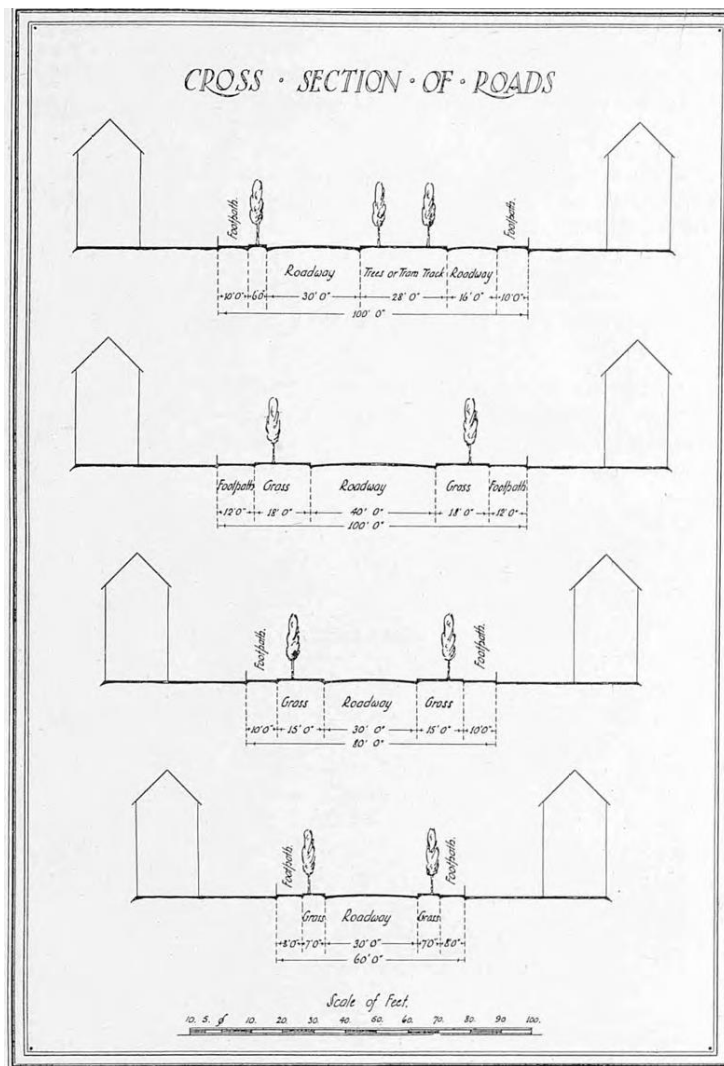 CROSS · SECTION · OF · ROADS
Footpath. Footpath.
Roadway Trees or Tram Track Roadway
10'0" 6'0" 30' 0" 28' 0" 16' 0" 10'0"
100' 0"
Footpath Grass Roadway Grass Footpath
12'0" 18' 0" 40' 0" 18' 0" 12'0"
100' 0"
Footpath. Footpath.
Grass Roadway Grass
10'0" 15' 0" 30' 0" 15' 0" 10'0"
80' 0"
Footpath. Footpath.
Grass Roadway Grass
8'0" 7'0" 30'0" 7'0" 8'0"
60'0"
Scale of Feet.
10. 5. 0 10. 20. 30. 40. 60. 60. 70. 80. 90. 100.